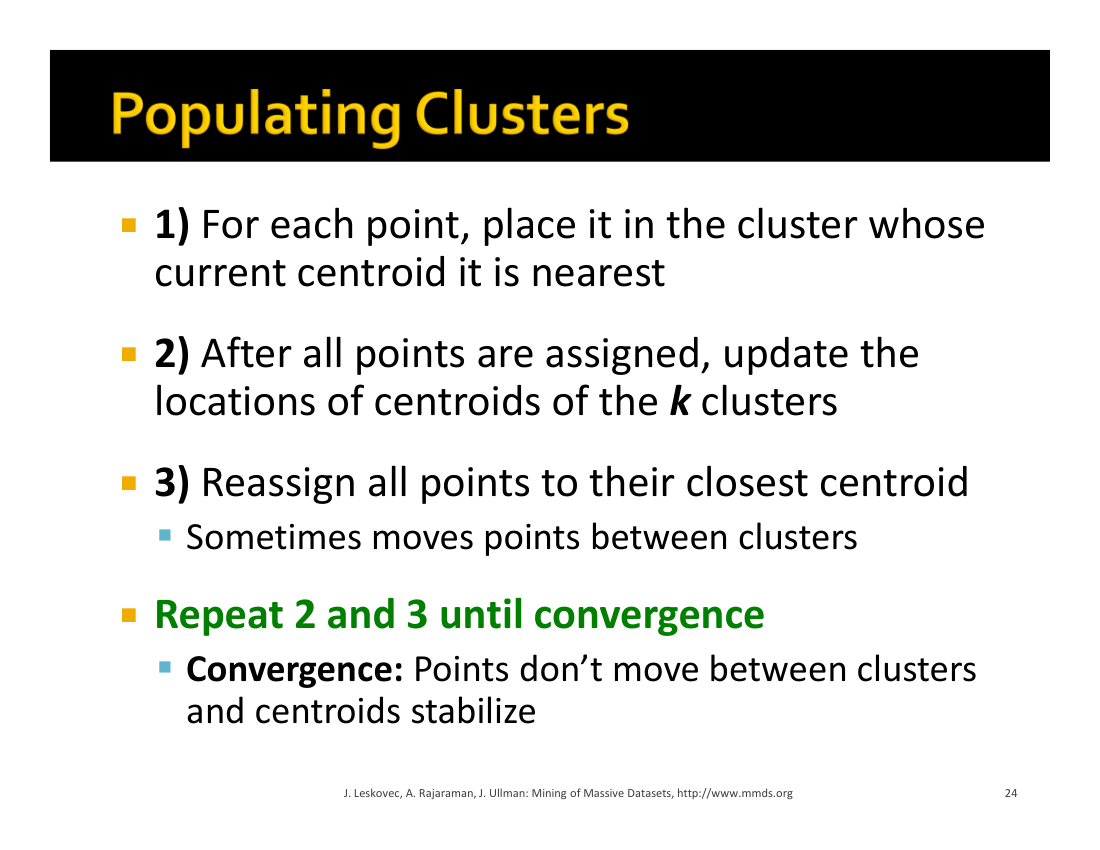 Populating Clusters
1) For each point, place it in the cluster whose
current centroid it is nearest
2) After all points are assigned, update the
locations of centroids of the k clusters
3) Reassign all points to their closest centroid
Sometimes moves points between clusters
Repeat 2 and 3 until convergence
Convergence: Points don’t move between clusters
and centroids stabilize
J. Leskovec, A. Rajaraman, J. Ullman: Mining of Massive Datasets, http://www.mmds.org
24